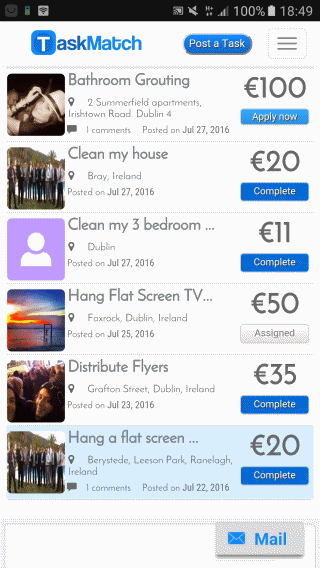 100% 18:49
TaskMatch
Post a Task
Bathroom Grouting
€100
2 Summerfield apartments,
Irishtown Road. Dublin 4
Apply now
1 comments Posted on Jul 27, 2016
Clean my house
€20
Bray, Ireland
Posted on Jul 27, 2016
Complete
Clean my 3 bedroom ...
€11
Dublin
Posted on Jul 27, 2016
Complete
Hang Flat Screen TV...
€50
Foxrock, Dublin, Ireland
Posted on Jul 25, 2016
Assigned
Distribute Flyers
€35
Grafton Street, Dublin, Ireland
Posted on Jul 23, 2016
Complete
Hang a flat screen ...
€20
Berystede, Leeson Park, Ranelagh,
Ireland
Complete
1 comments Posted on Jul 22, 2016
Mail